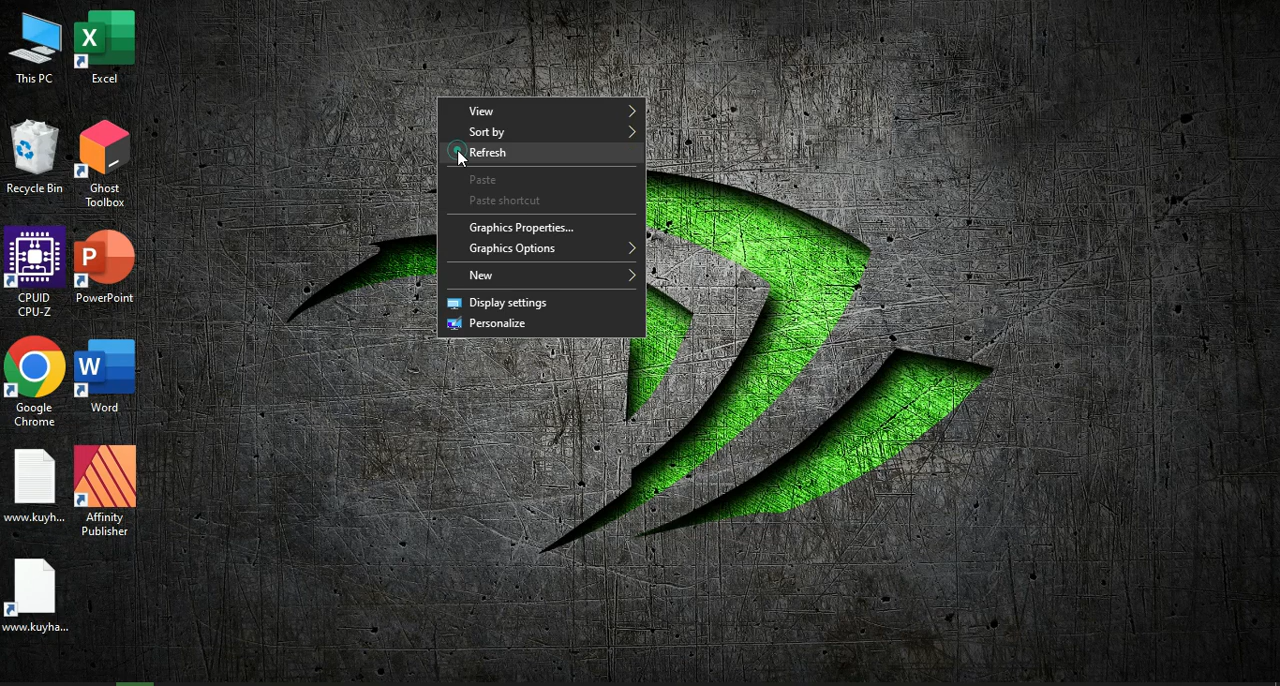 This PC
Excel
Recycle Bin
Ghost
Toolbox
CPUID
CPU-Z
PowerPoint
Google
Chrome
Word
www.kuyh...
Affinity
Publisher
www.kuyha...
View
Sort by
Refresh
Paste
Paste shortcut
Graphics Properties...
Graphics Options
New
Display settings
Personalize